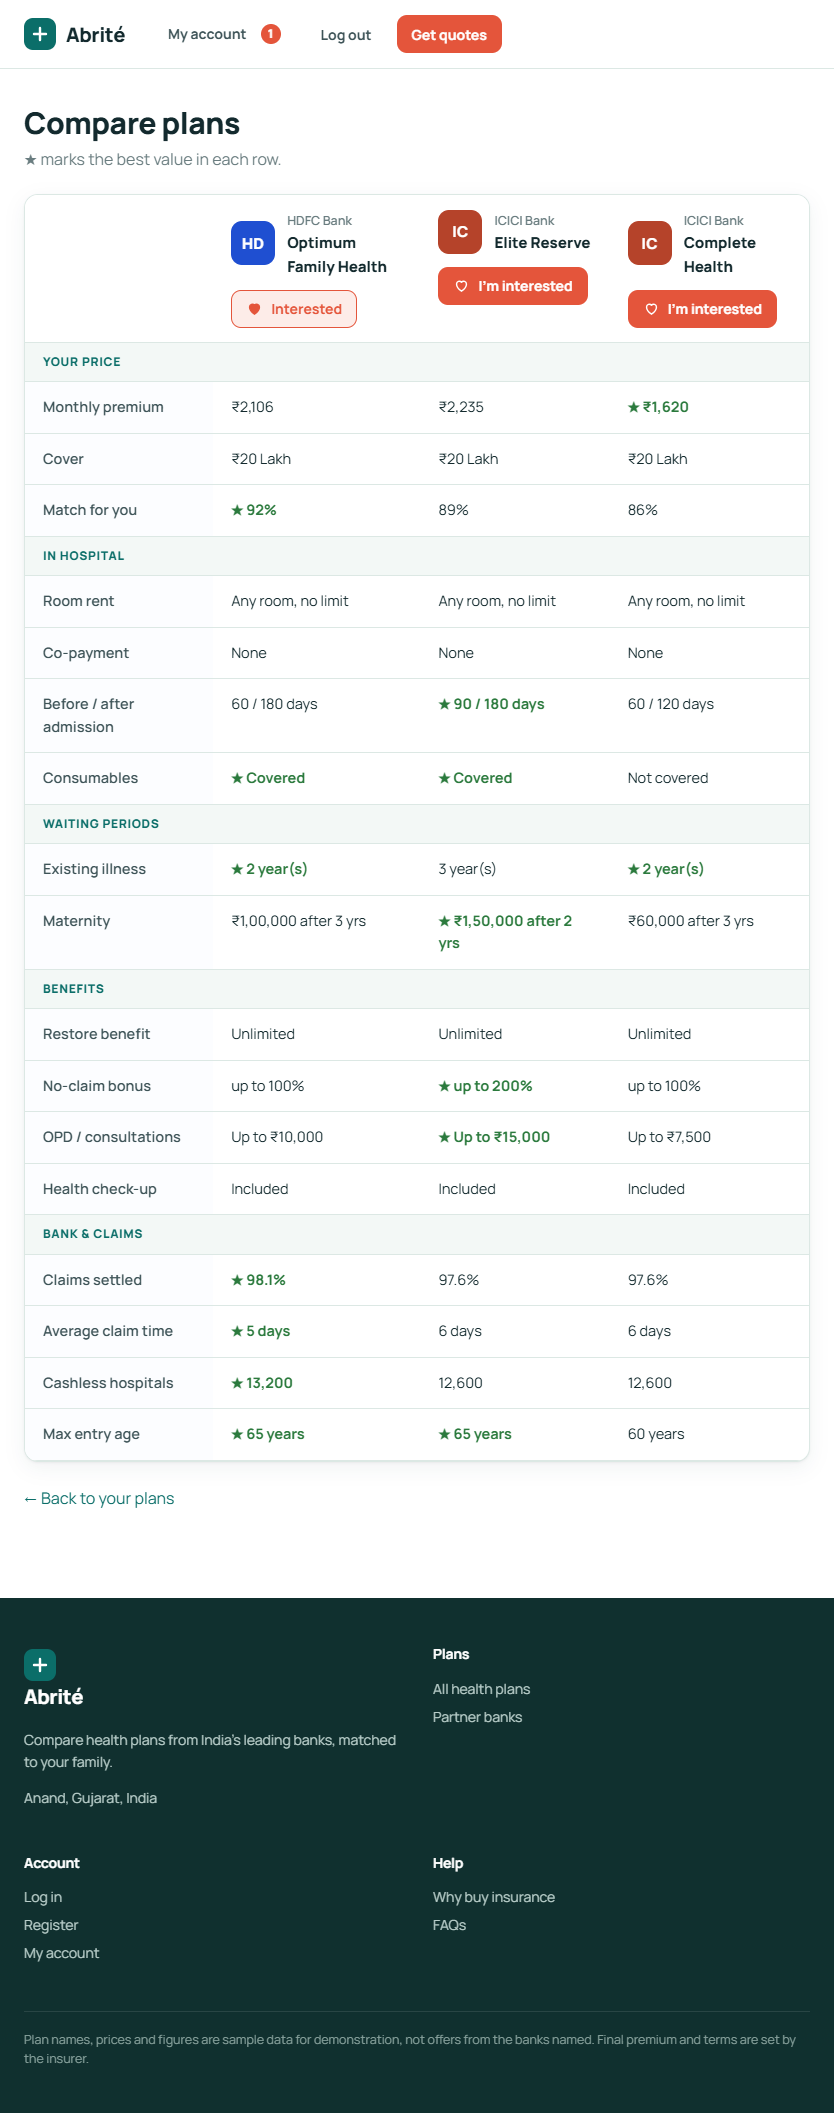 Abrité
My account 1
Log out
Get quotes
Compare plans
★ marks the best value in each row.
HD
HDFC Bank
Optimum
Family Health
Interested
IC
ICICI Bank
Elite Reserve
I'm interested
IC
ICICI Bank
Complete
Health
I'm interested
YOUR PRICE
Monthly premium ₹2,106 ₹2,235 ★ ₹1,620
Cover ₹20 Lakh ₹20 Lakh ₹20 Lakh
Match for you ★ 92% 89% 86%
IN HOSPITAL
Room rent Any room, no limit Any room, no limit Any room, no limit
Co-payment None None None
Before / after
admission
60 / 180 days ★ 90 / 180 days 60 / 120 days
Consumables ★ Covered ★ Covered Not covered
WAITING PERIODS
Existing illness ★ 2 year(s) 3 year(s) ★ 2 year(s)
Maternity ₹1,00,000 after 3 yrs
★ ₹1,50,000 after 2
yrs
₹60,000 after 3 yrs
BENEFITS
Restore benefit Unlimited Unlimited Unlimited
No-claim bonus up to 100% ★ up to 200% up to 100%
OPD / consultations Up to ₹10,000 ★ Up to ₹15,000 Up to ₹7,500
Health check-up Included Included Included
BANK & CLAIMS
Claims settled ★ 98.1% 97.6% 97.6%
Average claim time ★ 5 days 6 days 6 days
Cashless hospitals ★ 13,200 12,600 12,600
Max entry age ★ 65 years ★ 65 years 60 years
← Back to your plans
Abrité
Compare health plans from India's leading banks, matched
to your family.
Anand, Gujarat, India
Plans
All health plans
Partner banks
Account
Log in
Register
My account
Help
Why buy insurance
FAQs
Plan names, prices and figures are sample data for demonstration, not offers from the banks named. Final premium and terms are set by
the insurer.